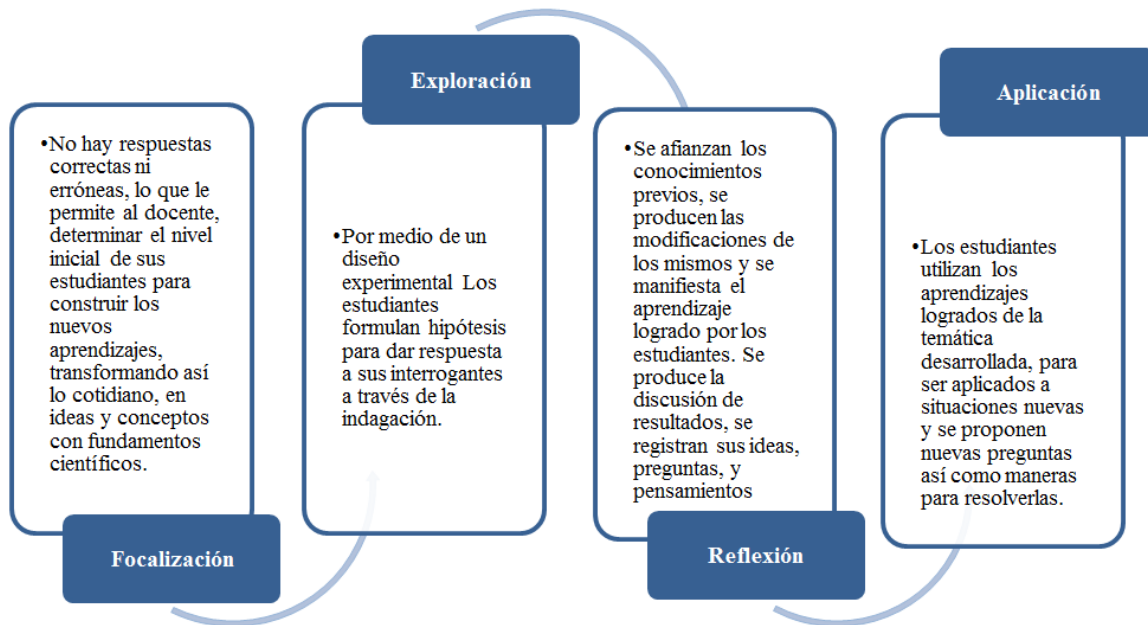 •No hay respuestas
correctas ni
erróneas, lo que le
permite al docente,
determinar el nivel
inicial de sus
estudiantes para
construir los
nuevos
aprendizajes,
transformando así
lo cotidiano, en
ideas y conceptos
con fundamentos
científicos.
Focalización
Exploración
•Por medio de un
diseño
experimental Los
estudiantes
formulan hipótesis
para dar respuesta
a sus interrogantes
a través de la
indagación.
•Se afianzan los
conocimientos
previos, se
producen las
modificaciones de
los mismos y se
manifiesta el
aprendizaje
logrado por los
estudiantes. Se
produce la
discusión de
resultados, se
registran sus ideas,
preguntas, y
pensamientos
Reflexión
Aplicación
•Los estudiantes
utilizan los
aprendizajes
logrados de la
temática
desarrollada, para
ser aplicados a
situaciones nuevas
y se proponen
nuevas preguntas
así como maneras
para resolverlas.